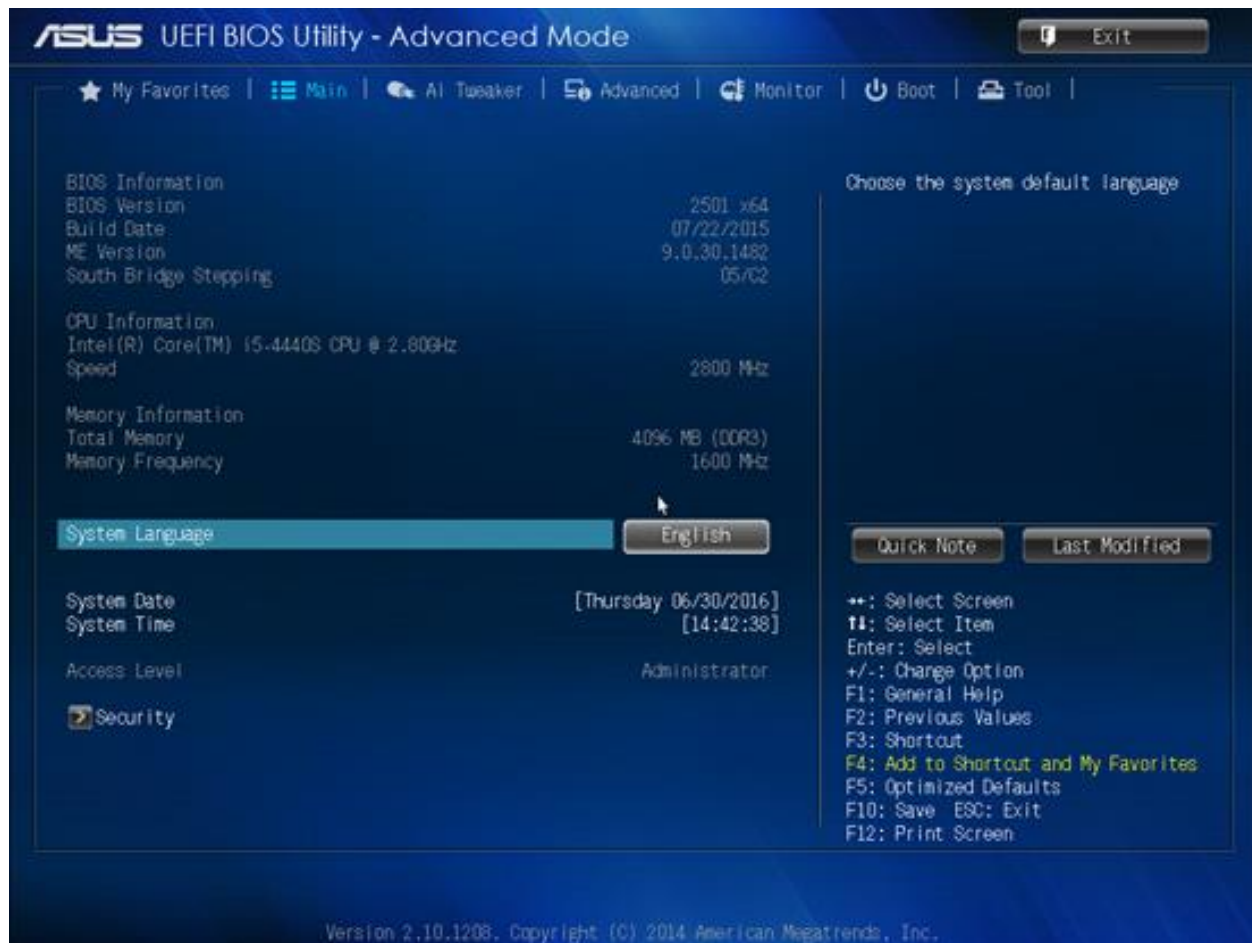 ASUS UEFI BIOS Utility - Advanced Mode
Exit
My Favorites | Main | Ai Tweaker | Advanced | Monitor | Boot | Tool |
BIOS Information
BIOS Version 2501 x64
Build Date 07/22/2015
ME Version 9.0.30.1482
South Bridge Stepping 05/C2
CPU Information
Intel(R) Core(TM) i5-4440S CPU @ 2.80GHz
Speed 2800 MHz
Memory Information
Total Memory 4096 MB (DDR3)
Memory Frequency 1600 MHz
System Language English
System Date [Thursday 06/30/2016]
System Time [14:42:38]
Access Level Administrator
Security
Choose the system default language
Quick Note Last Modified
→←: Select Screen
↑↓: Select Item
Enter: Select
+/-: Change Option
F1: General Help
F2: Previous Values
F3: Shortcut
F4: Add to Shortcut and My Favorites
F5: Optimized Defaults
F10: Save ESC: Exit
F12: Print Screen
Version 2.10.1208. Copyright (C) 2014 American Megatrends, Inc.